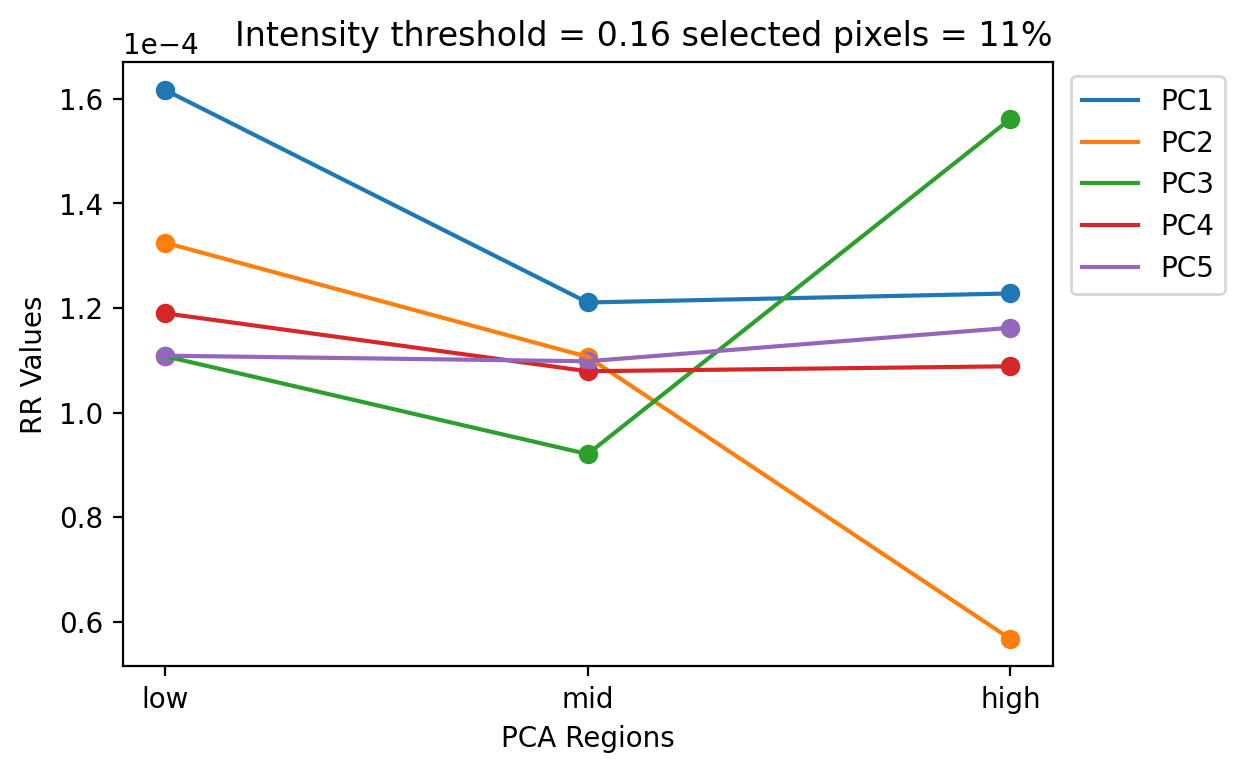 Intensity threshold = 0.16 selected pixels = 11%
1e−4
1.6
1.4
1.2
1.0
0.8
0.6
RR Values
low
mid
high
PCA Regions
PC1
PC2
PC3
PC4
PC5